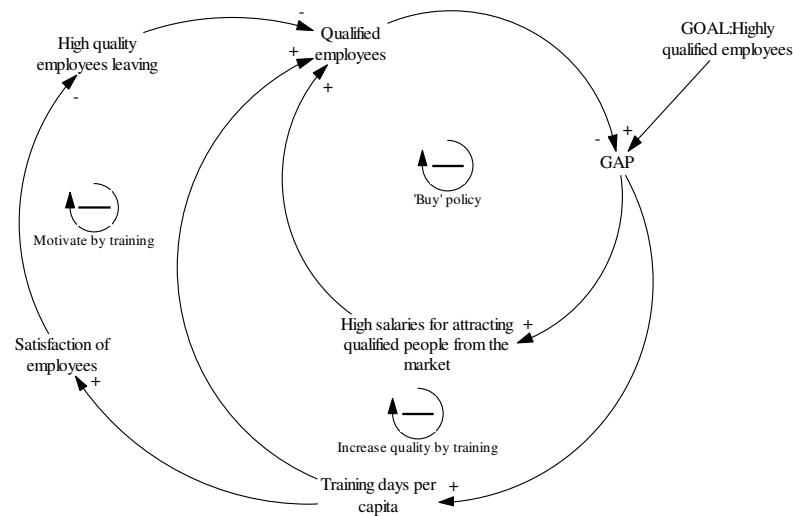 -
Qualified
employees
GOAL:Highly
qualified employees
High quality
employees leaving
+
+
-
-
+
GAP
'Buy' policy
Motivate by training
High salaries for attracting
qualified people from the
market
+
Satisfaction of
employees
+
Increase quality by training
Training days per
capita
+